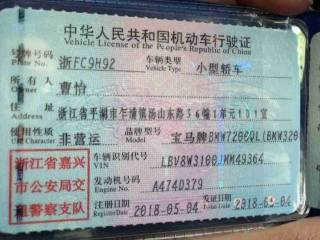 中华人民共和国机动车行驶证
Vehicle License of the People's Republic of China
号牌号码 浙FC9H92 车辆类型 小型轿车
Plate No. Vehicle Type
所有人 曹怡
Owner
住址 浙江省平湖市乍浦镇汤山东路36幢1单元101室
Address
使用性质 非营运 品牌型号 宝马牌BMW7200QL(BMW320
Use Character Model
浙江省嘉兴 车辆识别代号 LBV8W3100JMM49364
VIN
市公安局交 发动机号码 A474D379
Engine No.
通警察支队 注册日期 2018-05-04 发证日期 2018-05-04
Register Date Issue Date